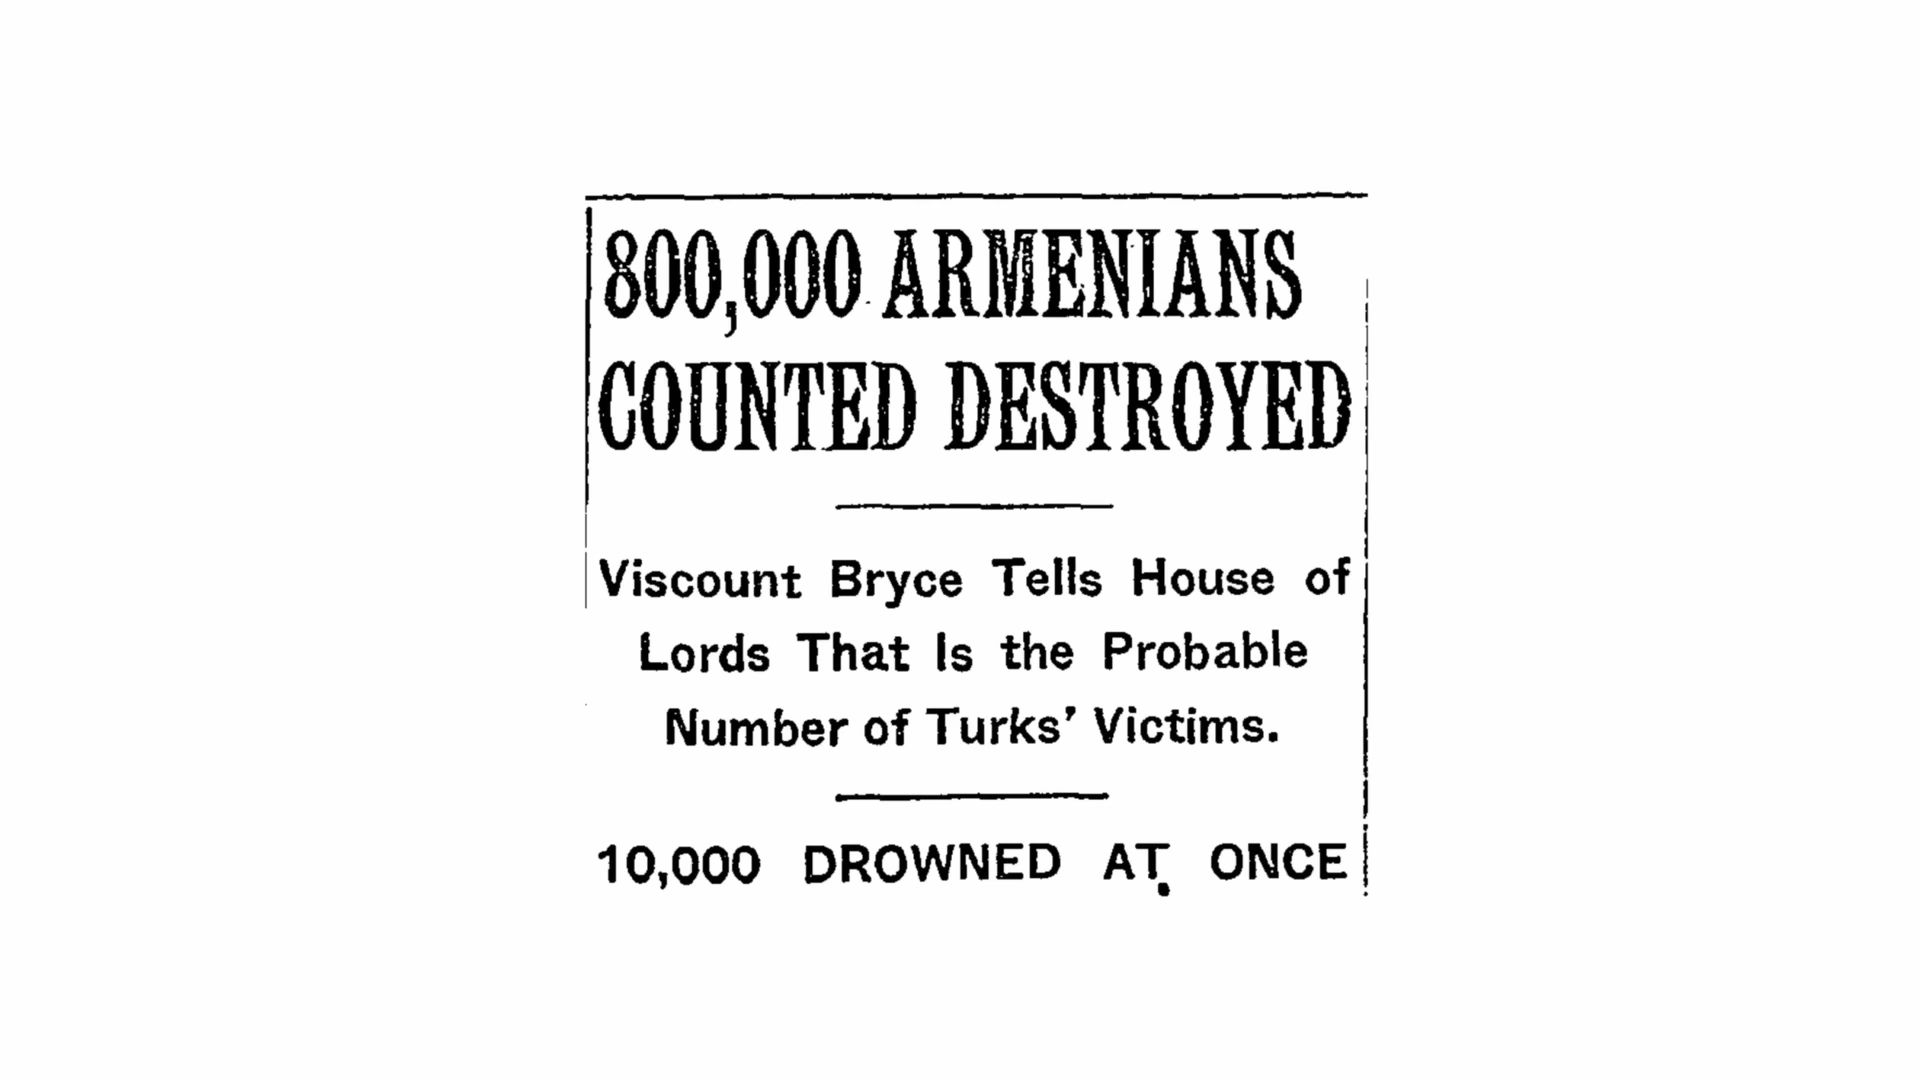 800,000 ARMENIANS
COUNTED DESTROYED
Viscount Bryce Tells House of
Lords That Is the Probable
Number of Turks' Victims.
10,000 DROWNED AT ONCE